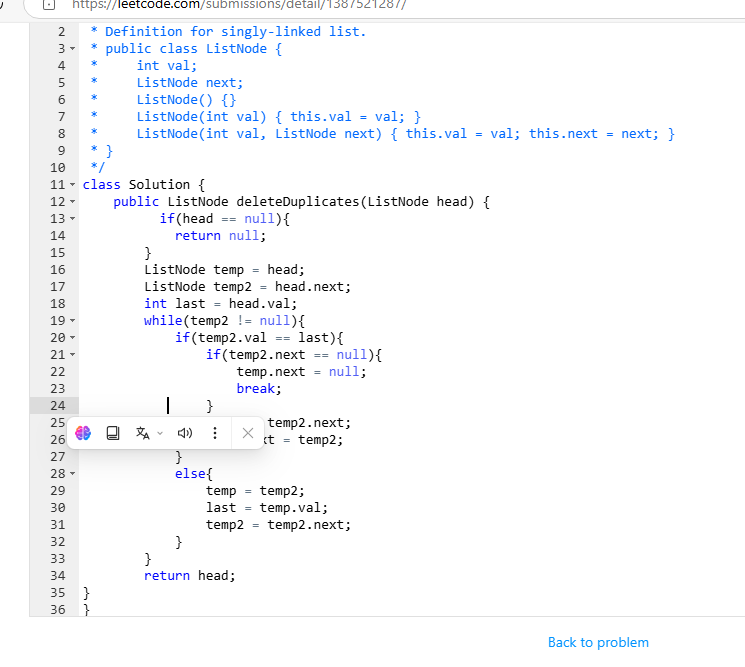 https://leetcode.com/submissions/detail/1387521287/
2 * Definition for singly-linked list.
3 * public class ListNode {
4 *     int val;
5 *     ListNode next;
6 *     ListNode() {}
7 *     ListNode(int val) { this.val = val; }
8 *     ListNode(int val, ListNode next) { this.val = val; this.next = next; }
9 * }
10 */
11 class Solution {
12     public ListNode deleteDuplicates(ListNode head) {
13           if(head == null){
14             return null;
15         }
16         ListNode temp = head;
17         ListNode temp2 = head.next;
18         int last = head.val;
19         while(temp2 != null){
20             if(temp2.val == last){
21                 if(temp2.next == null){
22                     temp.next = null;
23                     break;
24                 }
25 temp2.next;
26 = temp2;
27             }
28             else{
29                 temp = temp2;
30                 last = temp.val;
31                 temp2 = temp2.next;
32             }
33         }
34         return head;
35 }
36 }
Back to problem